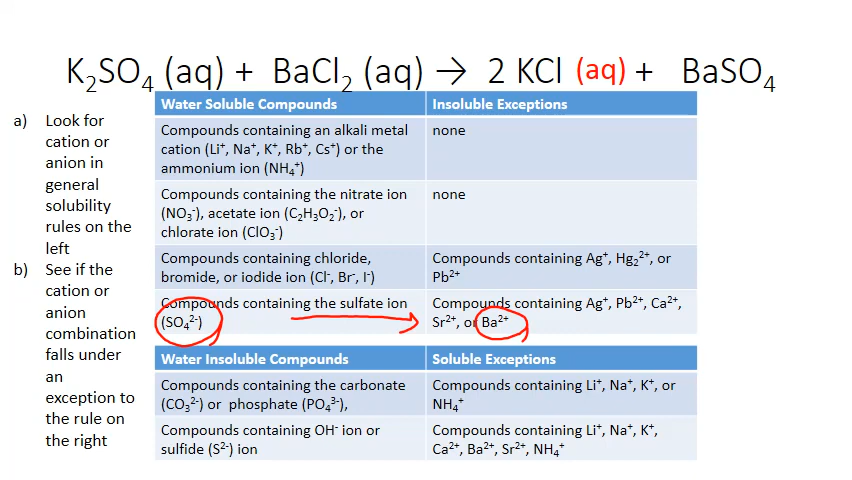 K₂SO₄ (aq) + BaCl₂ (aq) → 2 KCl (aq) + BaSO₄
a) Look for
cation or
anion in
general
solubility
rules on the
left
b) See if the
cation or
anion
combination
falls under
an
exception to
the rule on
the right
Water Soluble Compounds
Insoluble Exceptions
Compounds containing an alkali metal
cation (Li⁺, Na⁺, K⁺, Rb⁺, Cs⁺) or the
ammonium ion (NH₄⁺)
none
Compounds containing the nitrate ion
(NO₃⁻), acetate ion (C₂H₃O₂⁻), or
chlorate ion (ClO₃⁻)
none
Compounds containing chloride,
bromide, or iodide ion (Cl⁻, Br⁻, I⁻)
Compounds containing Ag⁺, Hg₂²⁺, or
Pb²⁺
Compounds containing the sulfate ion
(SO₄²⁻)
Compounds containing Ag⁺, Pb²⁺, Ca²⁺,
Sr²⁺, or Ba²⁺
Water Insoluble Compounds
Soluble Exceptions
Compounds containing the carbonate
(CO₃²⁻) or phosphate (PO₄³⁻),
Compounds containing Li⁺, Na⁺, K⁺, or
NH₄⁺
Compounds containing OH⁻ ion or
sulfide (S²⁻) ion
Compounds containing Li⁺, Na⁺, K⁺,
Ca²⁺, Ba²⁺, Sr²⁺, NH₄⁺